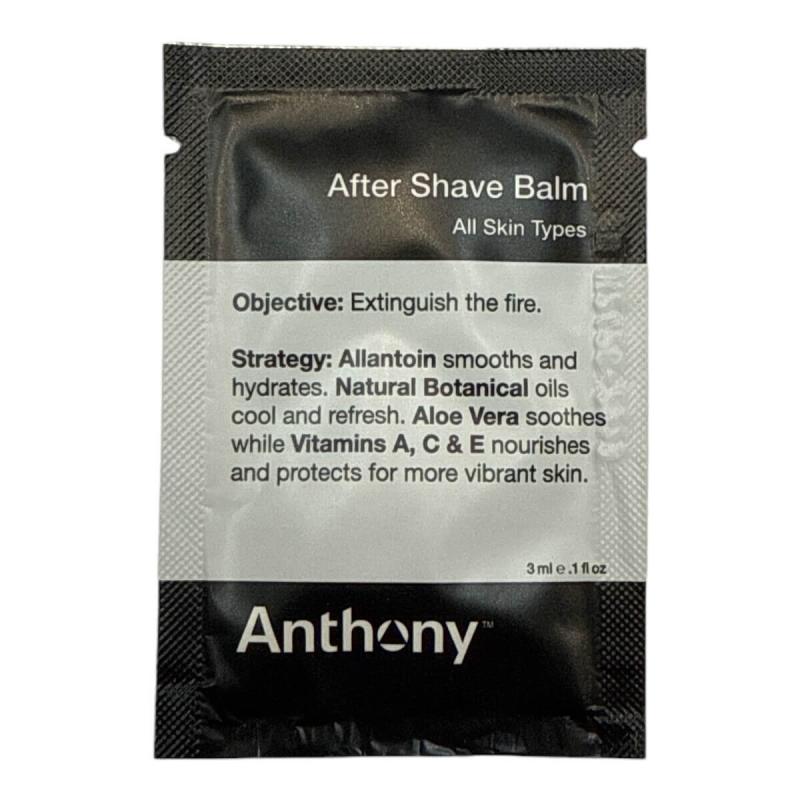 After Shave Balm
All Skin Types
Objective: Extinguish the fire.
Strategy: Allantoin smooths and
hydrates. Natural Botanical oils
cool and refresh. Aloe Vera soothes
while Vitamins A, C & E nourishes
and protects for more vibrant skin.
3 ml e .1 fl oz
Anthony™